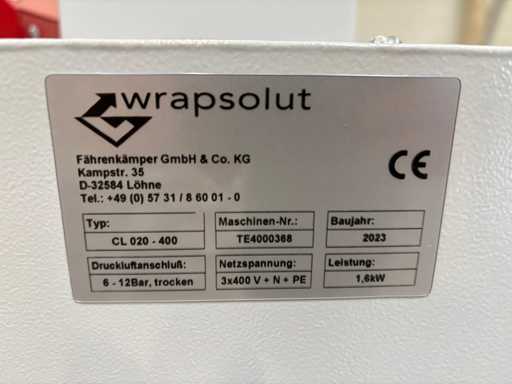 wrapsolut
Fährenkämper GmbH & Co. KG
Kampstr. 35
D-32584 Löhne
Tel.: +49 (0) 57 31 / 8 60 01 - 0
CE
Typ: Maschinen-Nr.: Baujahr:
CL 020 - 400 TE4000368 2023
Druckluftanschluß: Netzspannung: Leistung:
6 - 12Bar, trocken 3x400 V + N + PE 1,6kW